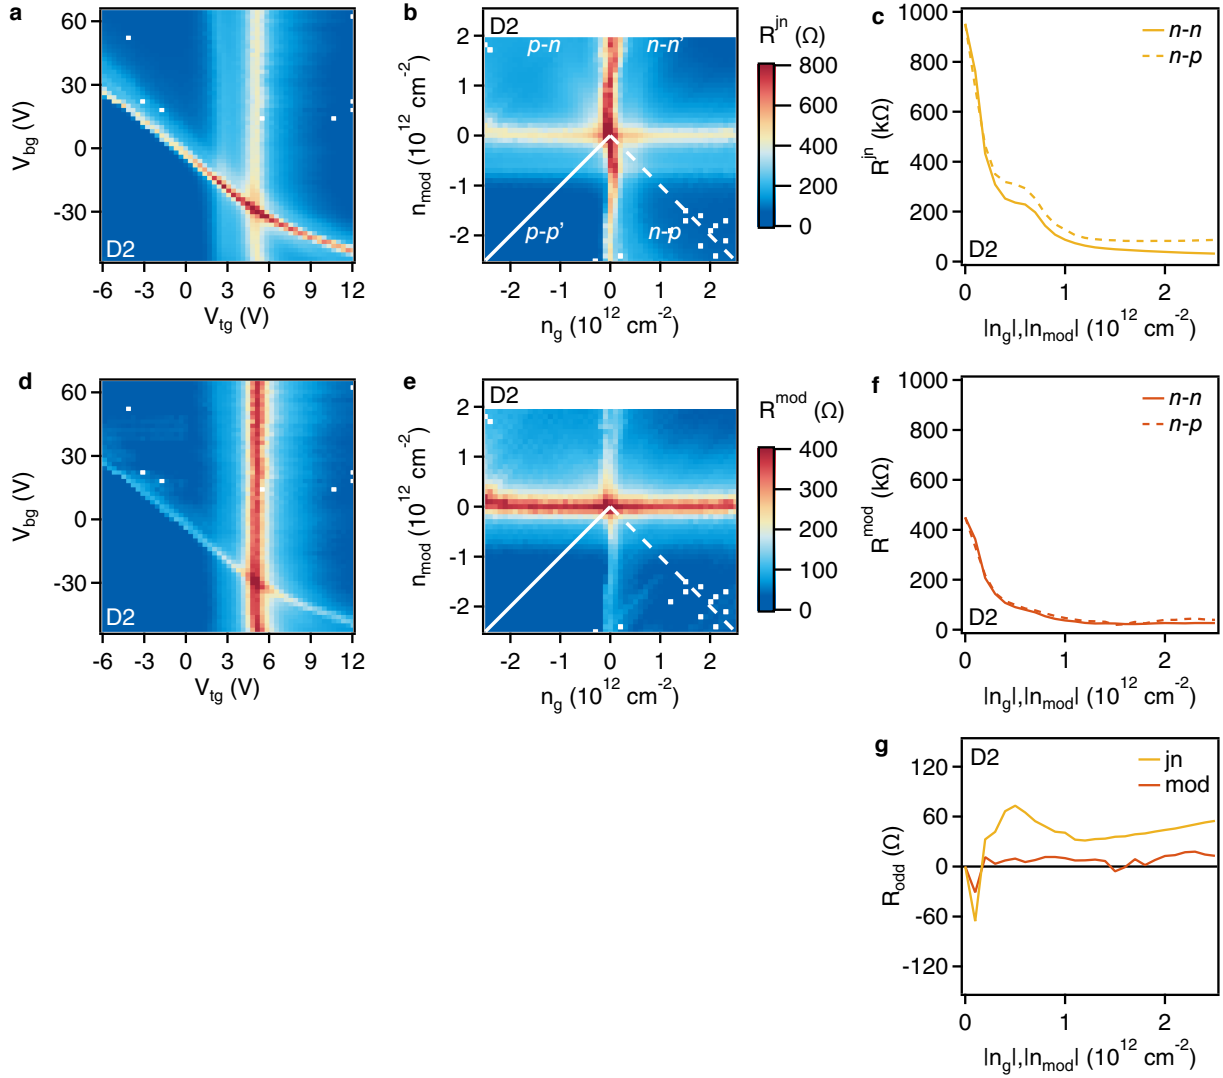 a
60
30
0
-30
V_bg (V)
D2
-6 -3 0 3 6 9 12
V_tg (V)
b
D2
p-n n-n’
p-p’ n-p
2
1
0
-1
-2
n_mod (10^12 cm^-2)
-2 -1 0 1 2
n_g (10^12 cm^-2)
R^jn (Ω)
800
600
400
200
0
c
1000
800
600
400
200
0
R^jn (kΩ)
n-n
n-p
D2
0 1 2
|n_g|,|n_mod| (10^12 cm^-2)
d
60
30
0
-30
V_bg (V)
D2
-6 -3 0 3 6 9 12
V_tg (V)
e
D2
2
1
0
-1
-2
n_mod (10^12 cm^-2)
-2 -1 0 1 2
n_g (10^12 cm^-2)
R^mod (Ω)
400
300
200
100
0
f
1000
800
600
400
200
0
R^mod (kΩ)
n-n
n-p
D2
0 1 2
|n_g|,|n_mod| (10^12 cm^-2)
g
D2
jn
mod
120
60
0
-60
-120
R_odd (Ω)
0 1 2
|n_g|,|n_mod| (10^12 cm^-2)